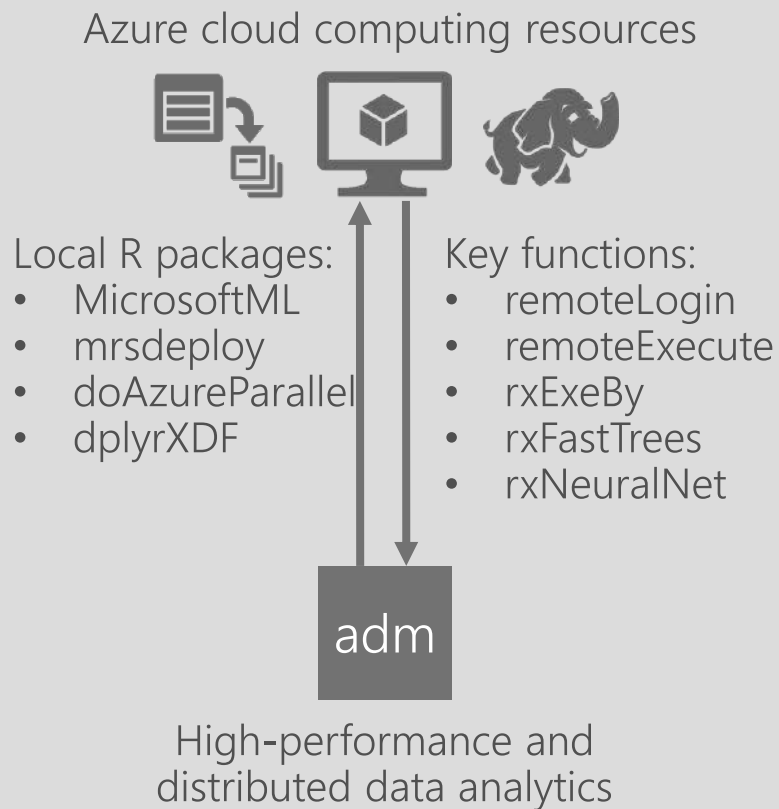 Azure cloud computing resources
Local R packages:
• MicrosoftML
• mrsdeploy
• doAzureParallel
• dplyrXDF
Key functions:
• remoteLogin
• remoteExecute
• rxExeBy
• rxFastTrees
• rxNeuralNet
adm
High-performance and
distributed data analytics